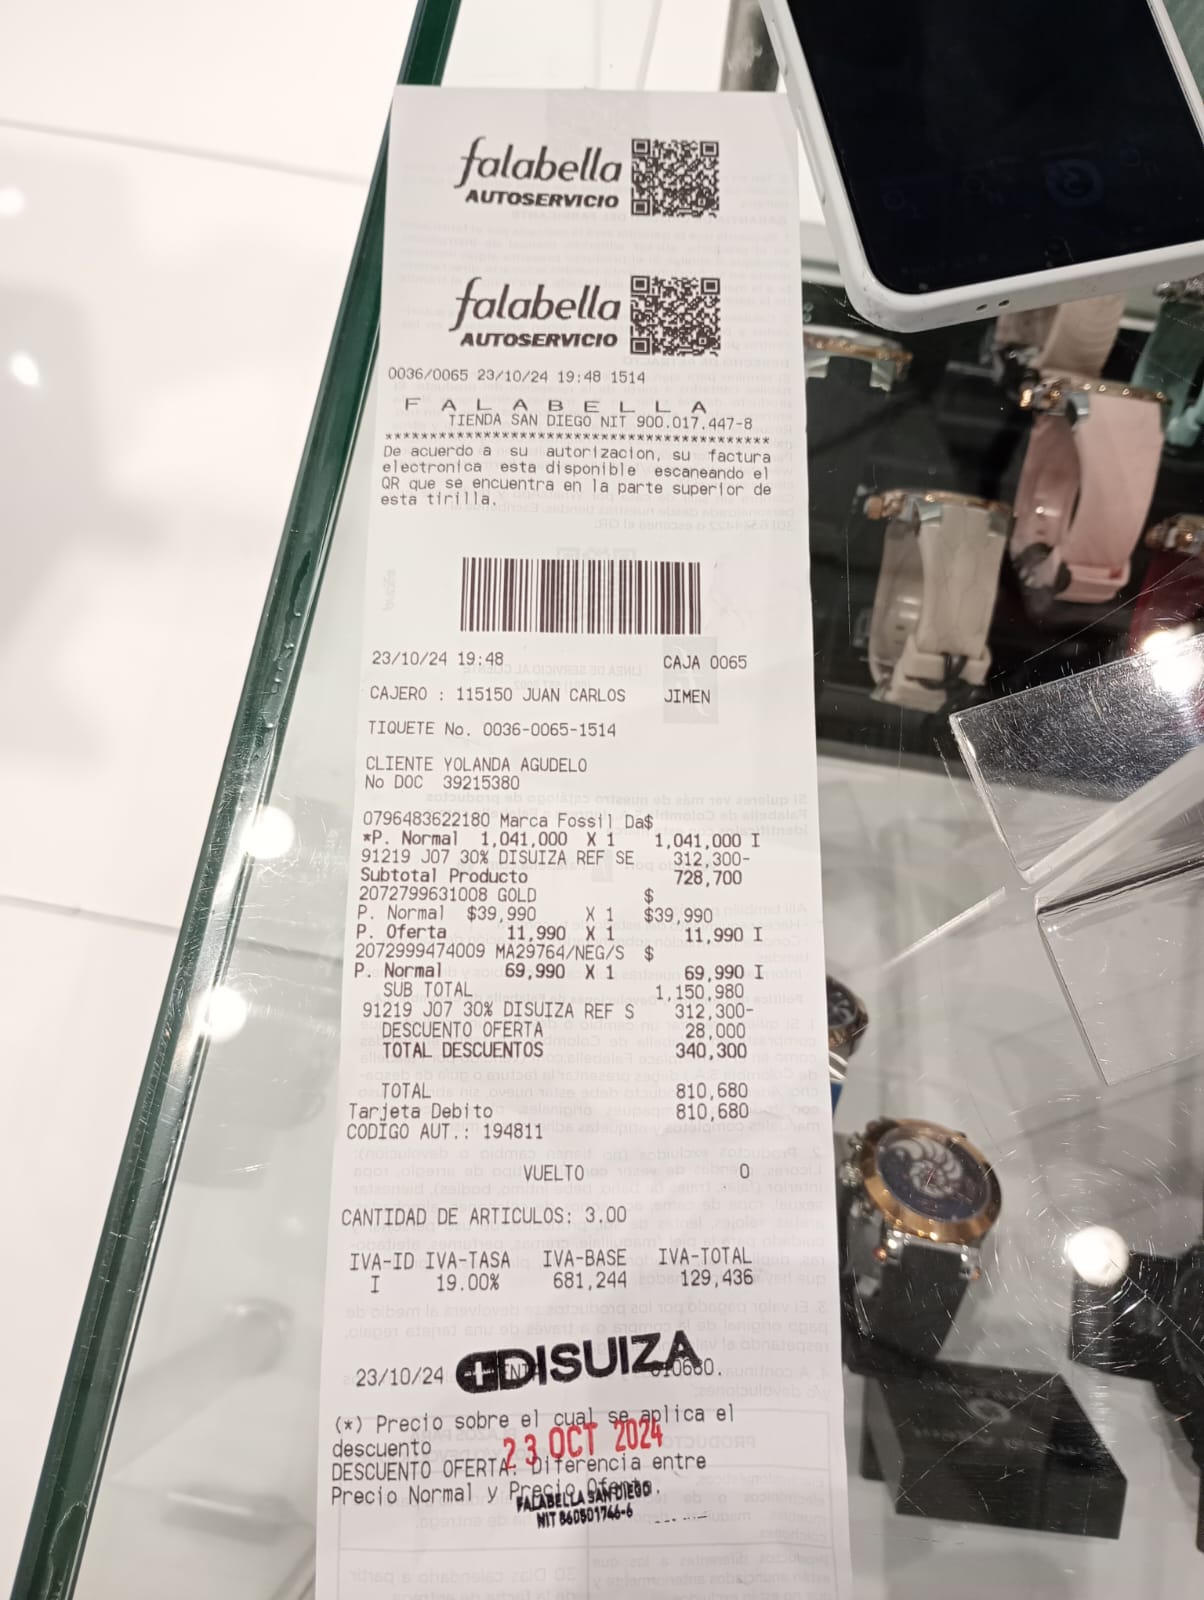 falabella
AUTOSERVICIO
falabella
AUTOSERVICIO
0036/0065 23/10/24 19:48 1514
F A L A B E L L A
TIENDA SAN DIEGO NIT 900.017.447-8
********************************************
De acuerdo a su autorizacion, su factura
electronica esta disponible escaneando el
QR que se encuentra en la parte superior de
esta tirilla.
23/10/24 19:48 CAJA 0065
CAJERO : 115150 JUAN CARLOS JIMEN
TIQUETE No. 0036-0065-1514
CLIENTE YOLANDA AGUDELO
No DOC 39215380
0796483622180 Marca Fossil Da$
*P. Normal 1,041,000 X 1 1,041,000 I
91219 J07 30% DISUIZA REF SE 312,300-
Subtotal Producto 728,700
2072799631008 GOLD $
P. Normal $39,990 X 1 $39,990
P. Oferta 11,990 X 1 11,990 I
2072999474009 MA29764/NEG/S $
P. Normal 69,990 X 1 69,990 I
SUB TOTAL 1,150,980
91219 J07 30% DISUIZA REF S 312,300-
DESCUENTO OFERTA 28,000
TOTAL DESCUENTOS 340,300
TOTAL 810,680
Tarjeta Debito 810,680
CODIGO AUT.: 194811
VUELTO 0
CANTIDAD DE ARTICULOS: 3.00
IVA-ID IVA-TASA IVA-BASE IVA-TOTAL
I 19.00% 681,244 129,436
23/10/24
DISUIZA
(*) Precio sobre el cual se aplica el
descuento
23 OCT 2024
DESCUENTO OFERTA: Diferencia entre
Precio Normal y Precio Oferta.
FALABELLA SAN DIEGO
NIT 860501766-6